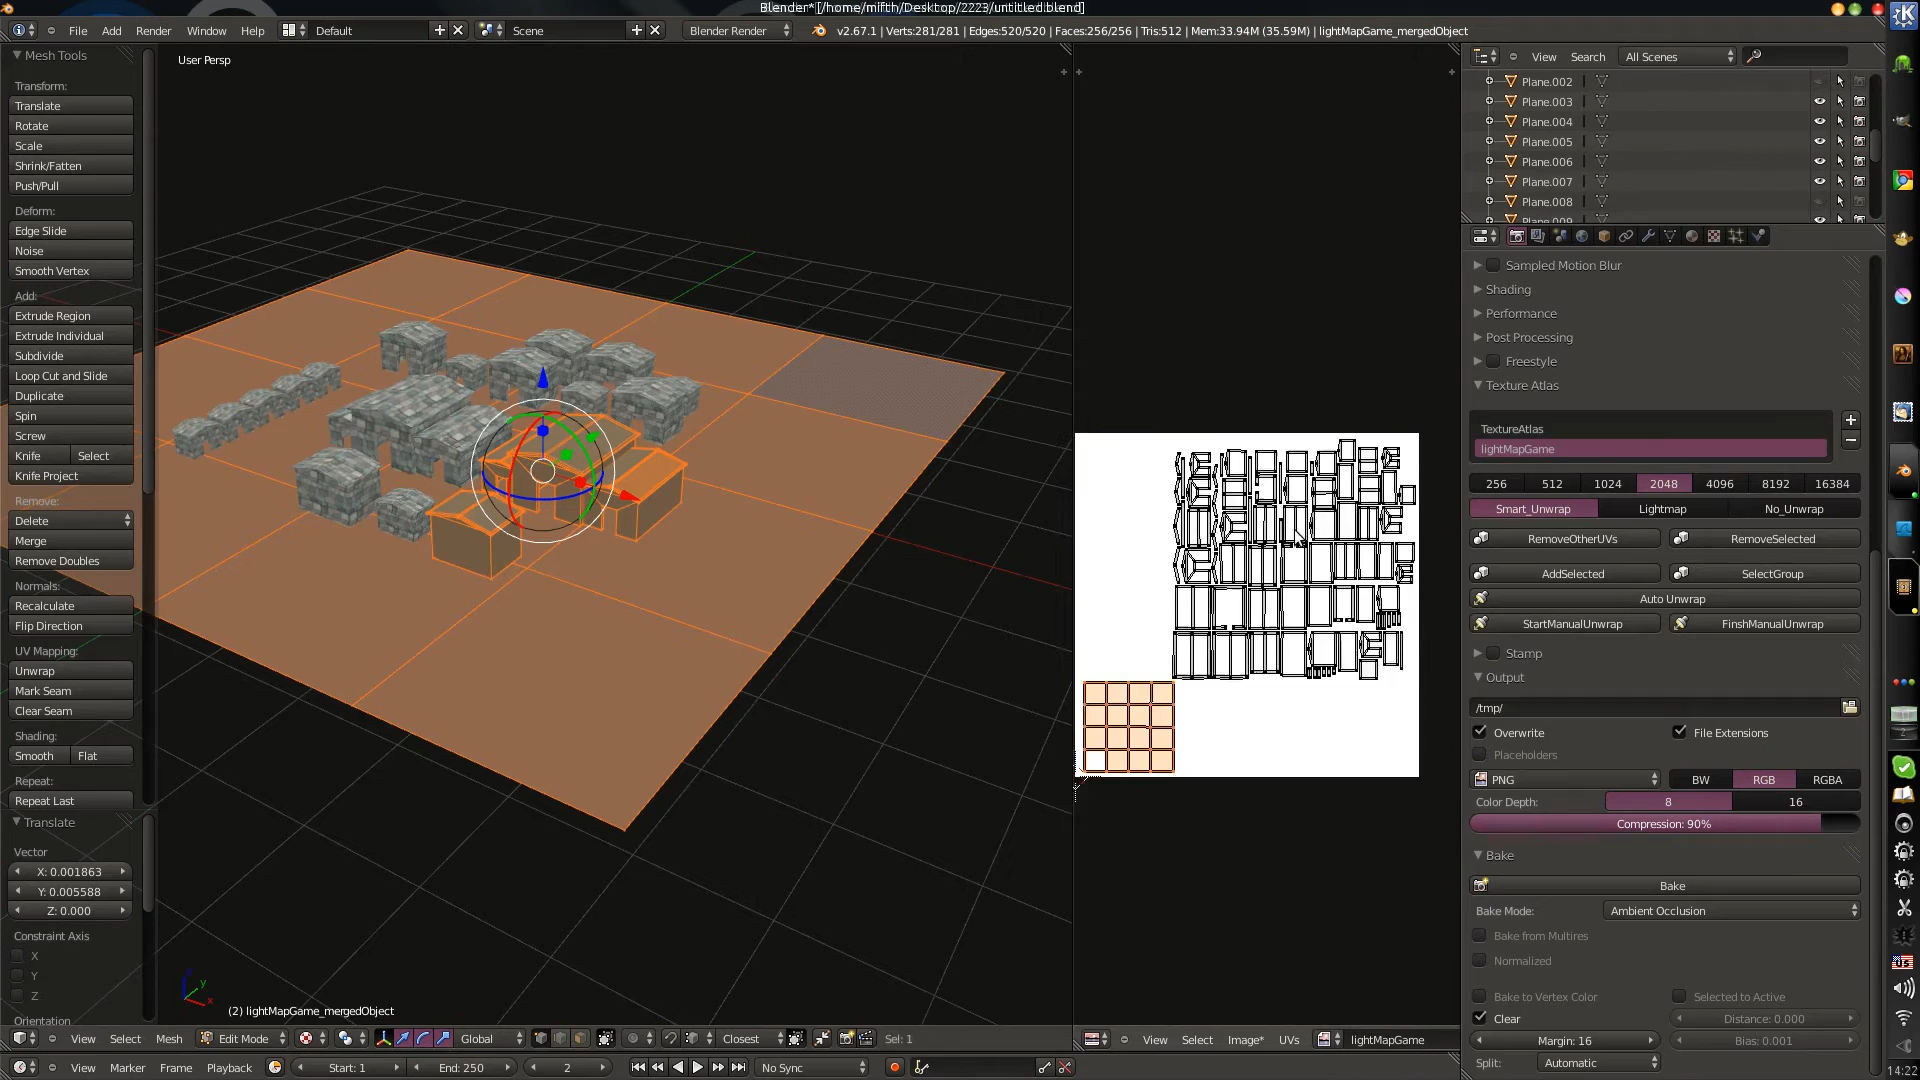 Blender*[/home/mifth/Desktop/2223/untitled.blend]
File Add Render Window Help Default Scene Blender Render v2.67.1 | Verts:281/281 | Edges:520/520 | Faces:256/256 | Tris:512 | Mem:33.94M (35.59M) | lightMapGame_mergedObject
Mesh Tools
Transform:
Translate
Rotate
Scale
Shrink/Fatten
Push/Pull
Deform:
Edge Slide
Noise
Smooth Vertex
Add:
Extrude Region
Extrude Individual
Subdivide
Loop Cut and Slide
Duplicate
Spin
Screw
Knife Select
Knife Project
Remove:
Delete
Merge
Remove Doubles
Normals:
Recalculate
Flip Direction
UV Mapping:
Unwrap
Mark Seam
Clear Seam
Shading:
Smooth Flat
Repeat:
Repeat Last
Translate
Vector
X: 0.001863
Y: 0.005588
Z: 0.000
Constraint Axis
X
Y
Z
Orientation
User Persp
(2) lightMapGame_mergedObject
View Select Mesh Edit Mode Global Closest Sel: 1
View Select Image* UVs lightMapGame
View Marker Frame Playback Start: 1 End: 250 2 No Sync
View Search All Scenes
Plane.002
Plane.003
Plane.004
Plane.005
Plane.006
Plane.007
Plane.008
Plane.009
Sampled Motion Blur
Shading
Performance
Post Processing
Freestyle
Texture Atlas
TextureAtlas
lightMapGame
256 512 1024 2048 4096 8192 16384
Smart_Unwrap Lightmap No_Unwrap
RemoveOtherUVs RemoveSelected
AddSelected SelectGroup
Auto Unwrap
StartManualUnwrap FinshManualUnwrap
Stamp
Output
/tmp/
Overwrite File Extensions
Placeholders
PNG BW RGB RGBA
Color Depth: 8 16
Compression: 90%
Bake
Bake
Bake Mode: Ambient Occlusion
Bake from Multires
Normalized
Bake to Vertex Color Selected to Active
Clear Distance: 0.000
Margin: 16 Bias: 0.001
Split: Automatic
US
14:22